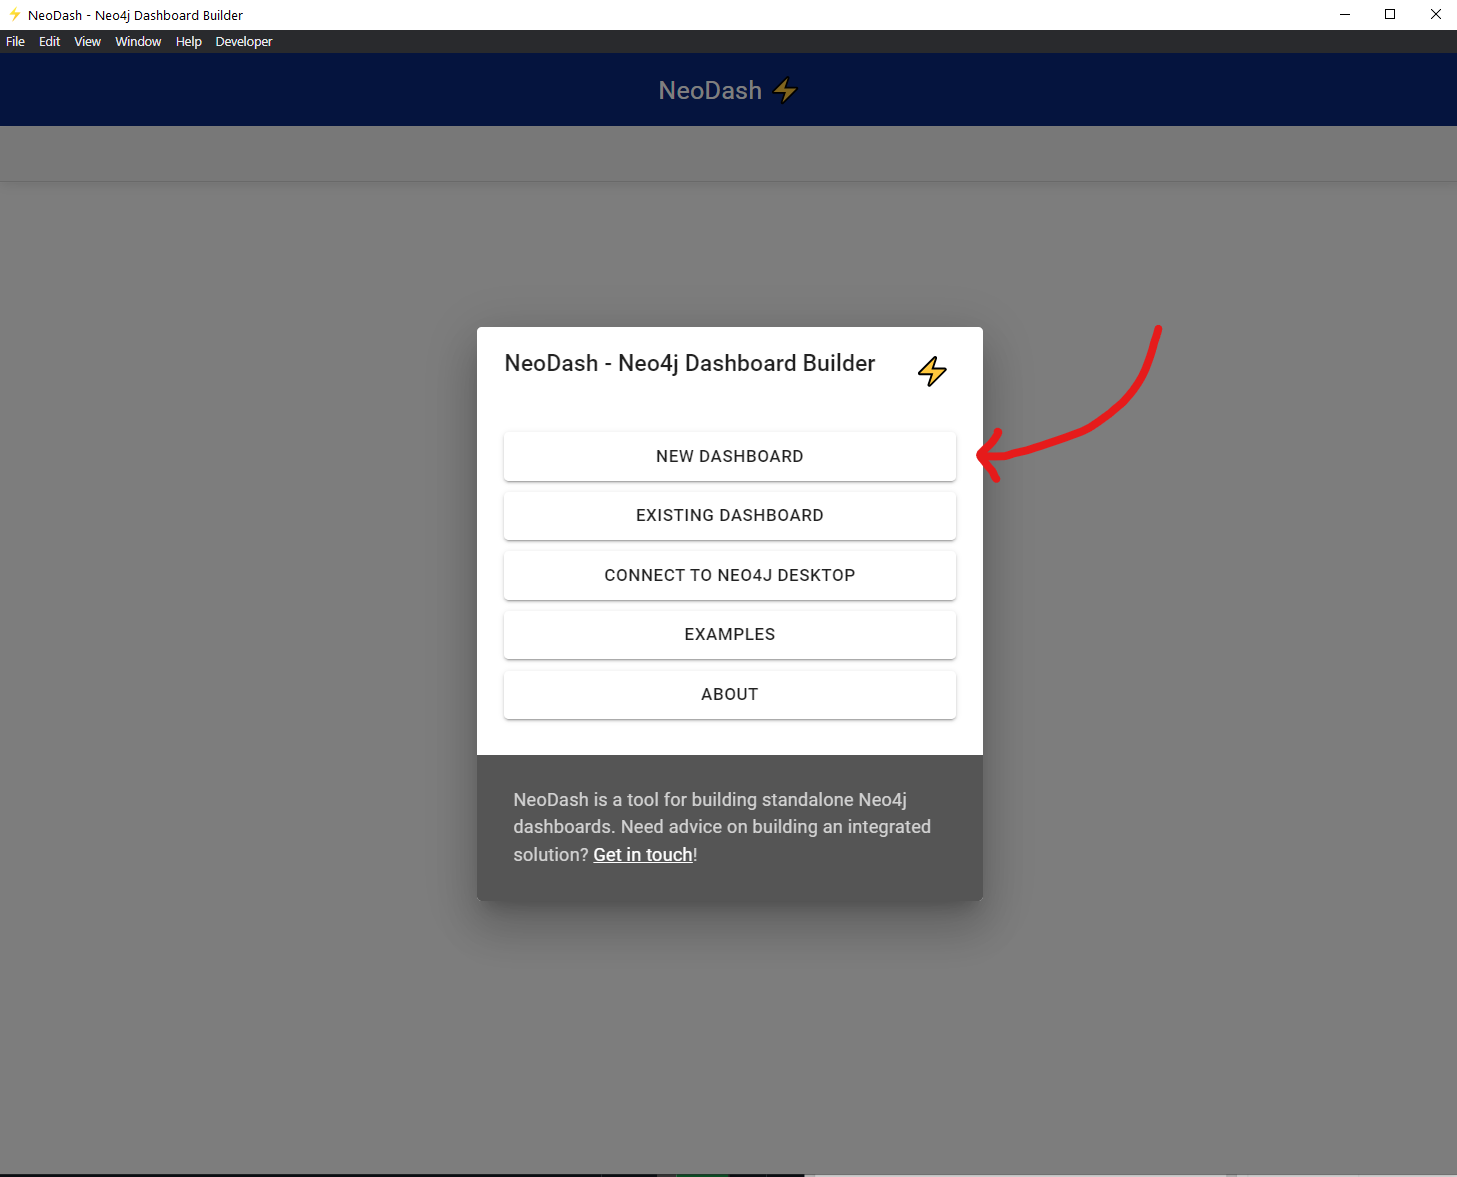 NeoDash - Neo4j Dashboard Builder
File Edit View Window Help Developer
NeoDash
NeoDash - Neo4j Dashboard Builder
NEW DASHBOARD
EXISTING DASHBOARD
CONNECT TO NEO4J DESKTOP
EXAMPLES
ABOUT
NeoDash is a tool for building standalone Neo4j
dashboards. Need advice on building an integrated
solution? Get in touch!